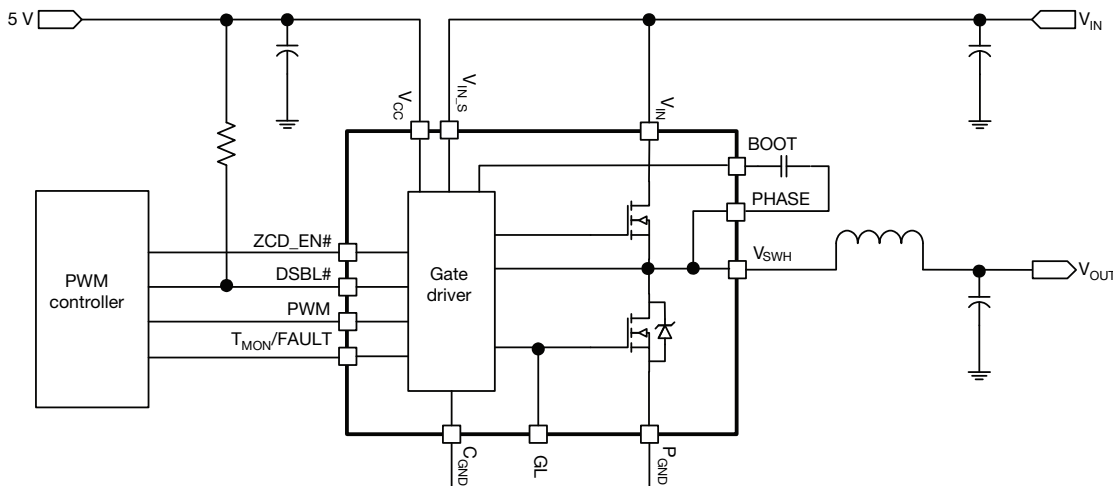 5 V
V_IN
V_CC
V_IN_S
V_IN
BOOT
PHASE
V_SWH
V_OUT
PWM
controller
ZCD_EN#
DSBL#
PWM
T_MON/FAULT
Gate
driver
C_GND
GL
P_GND